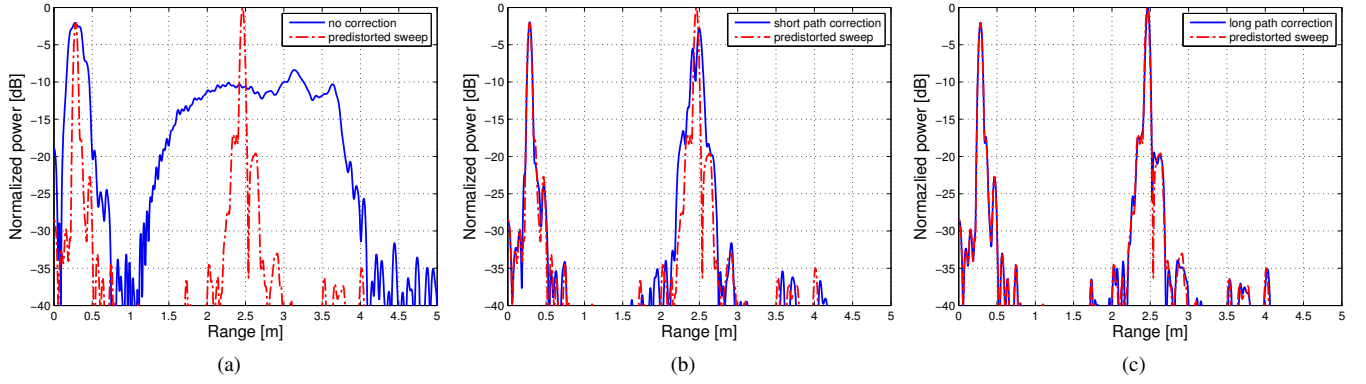 no correction
predistorted sweep
Normalized power [dB]
0
−5
−10
−15
−20
−25
−30
−35
−40
0 0.5 1 1.5 2 2.5 3 3.5 4 4.5 5
Range [m]
(a)
short path correction
predistorted sweep
Normalized power [dB]
0
−5
−10
−15
−20
−25
−30
−35
−40
0 0.5 1 1.5 2 2.5 3 3.5 4 4.5 5
Range [m]
(b)
long path correction
predistorted sweep
Normazlied power [dB]
0
−5
−10
−15
−20
−25
−30
−35
−40
0 0.5 1 1.5 2 2.5 3 3.5 4 4.5 5
Range [m]
(c)